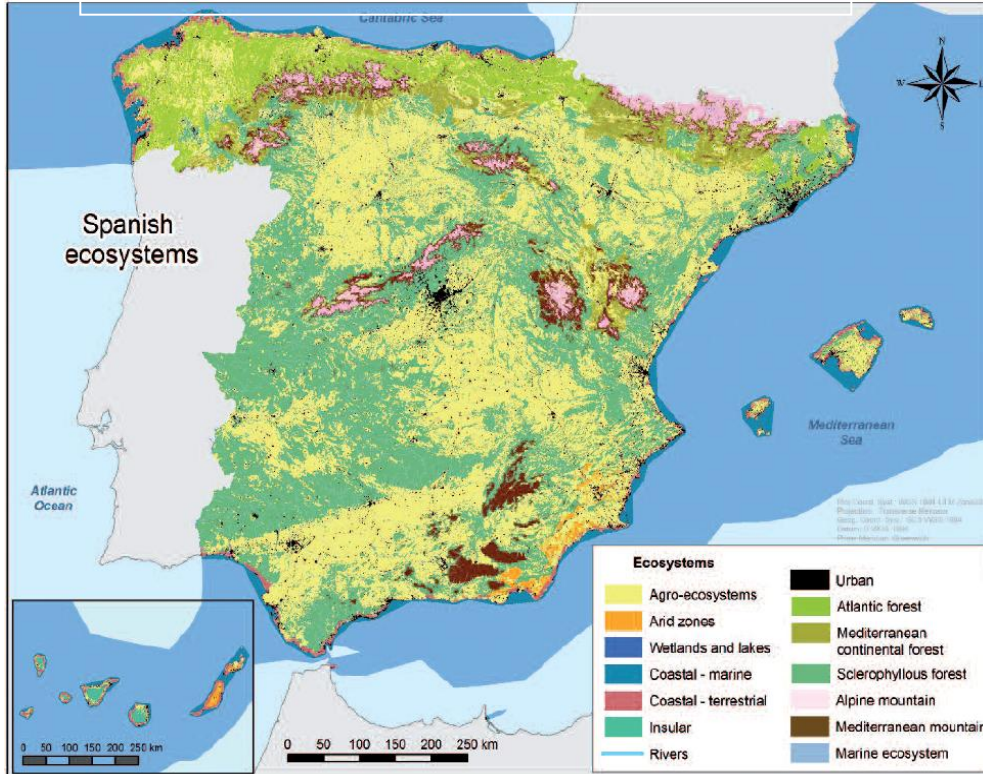 Cantabric Sea
N
W
E
S
Spanish
ecosystems
Mediterranean
Sea
Atlantic
Ocean
Ecosystems
Agro-ecosystems
Arid zones
Wetlands and lakes
Coastal - marine
Coastal - terrestrial
Insular
Rivers
Urban
Atlantic forest
Mediterranean
continental forest
Sclerophyllous forest
Alpine mountain
Mediterranean mountain
Marine ecosystem
0 50 100 150 200 250 km
0 50 100 150 200 250 km